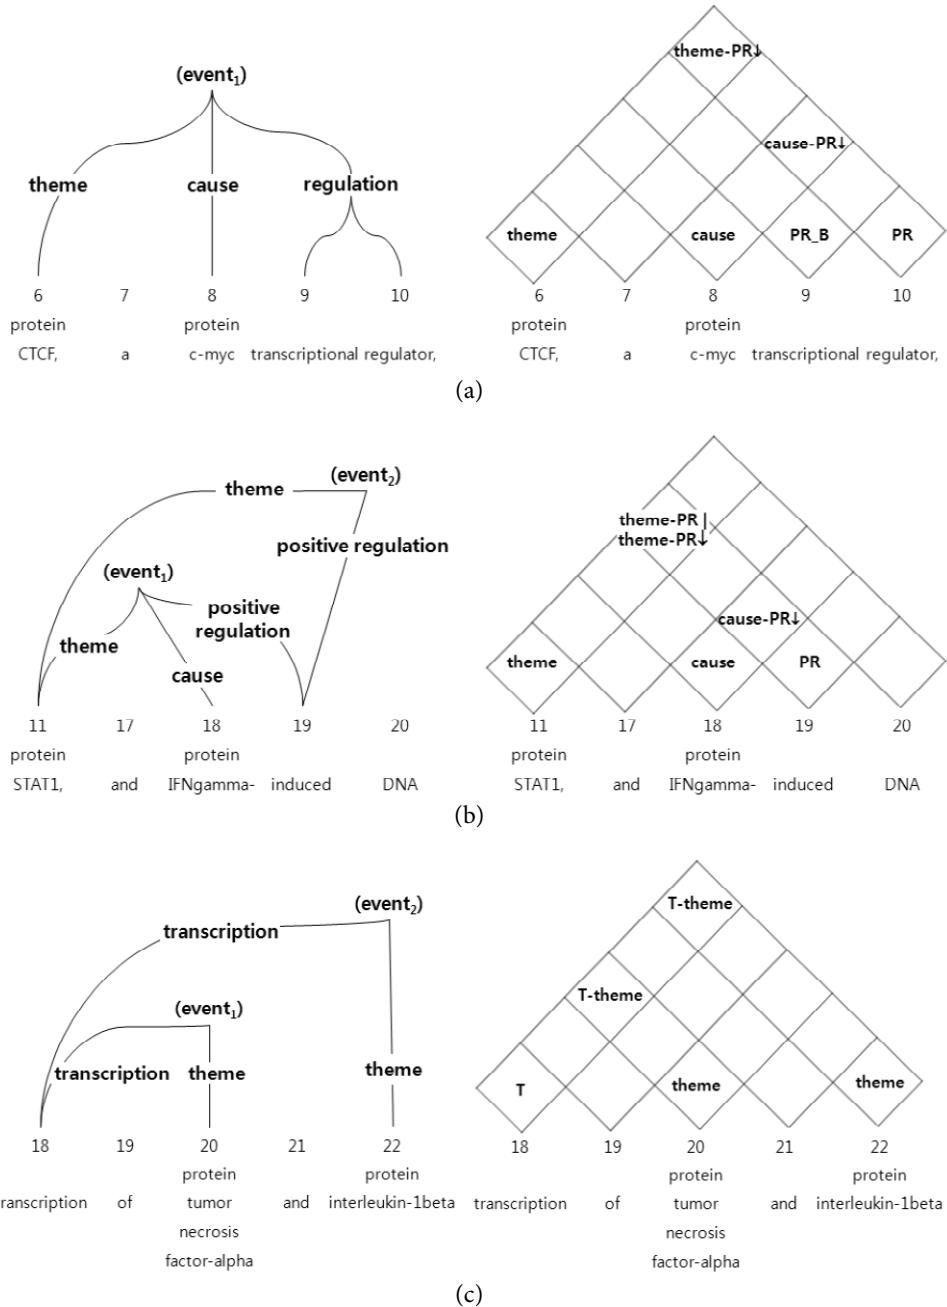 (event1)
theme cause regulation
6 7 8 9 10
protein protein
CTCF, a c-myc transcriptional regulator,
theme-PR↓
cause-PR↓
theme cause PR_B PR
6 7 8 9 10
protein protein
CTCF, a c-myc transcriptional regulator,
(a)
(event2)
theme
positive regulation
(event1)
positive
regulation
theme
cause
11 17 18 19 20
protein protein
STAT1, and IFNgamma- induced DNA
theme-PR|
theme-PR↓
cause-PR↓
theme cause PR
11 17 18 19 20
protein protein
STAT1, and IFNgamma- induced DNA
(b)
(event2)
transcription
(event1)
transcription theme theme
18 19 20 21 22
protein protein
ranscription of tumor and interleukin-1beta
necrosis
factor-alpha
T-theme
T-theme
T theme theme
18 19 20 21 22
protein protein
transcription of tumor and interleukin-1beta
necrosis
factor-alpha
(c)